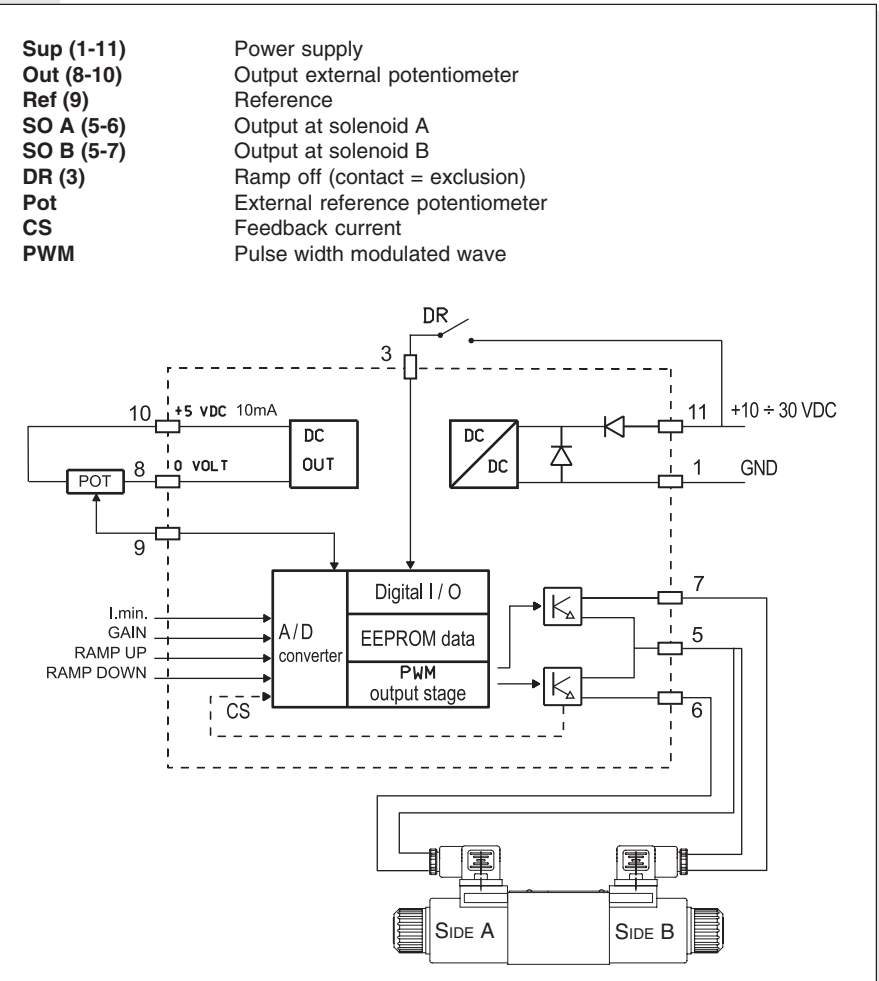 Sup (1-11) Power supply
Out (8-10) Output external potentiometer
Ref (9) Reference
SO A (5-6) Output at solenoid A
SO B (5-7) Output at solenoid B
DR (3) Ramp off (contact = exclusion)
Pot External reference potentiometer
CS Feedback current
PWM Pulse width modulated wave
DR
3
10 +5 VDC 10mA
DC
OUT
DC
DC
11 +10 ÷ 30 VDC
POT 8 0 VOLT
1 GND
9
I.min.
GAIN
RAMP UP
RAMP DOWN
CS
A/D
converter
Digital I / O
EEPROM data
PWM
output stage
7
5
6
SIDE A
SIDE B